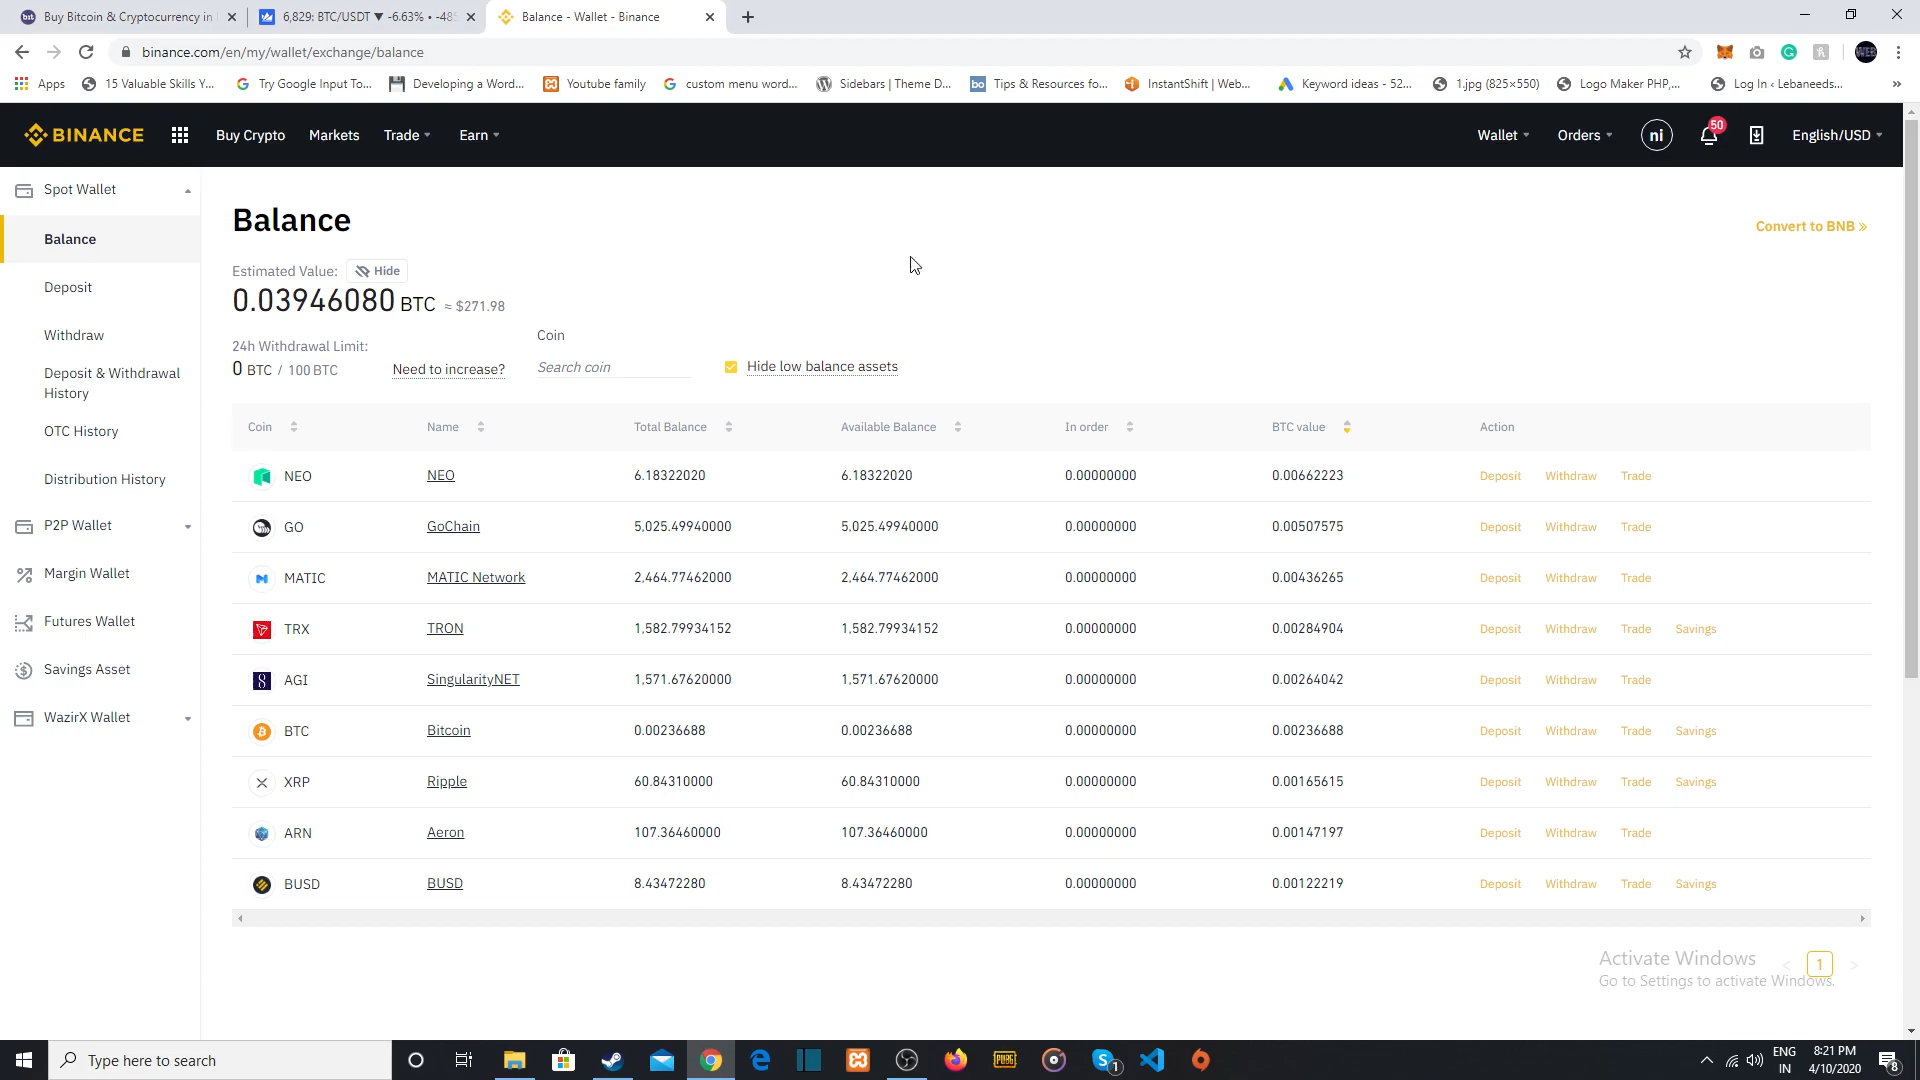 Buy Bitcoin & Cryptocurrency in
6,829: BTC/USDT ▼ -6.63% • -485
Balance - Wallet - Binance
binance.com/en/my/wallet/exchange/balance
Apps
15 Valuable Skills Y...
Try Google Input To...
Developing a Word...
Youtube family
custom menu word...
Sidebars | Theme D...
Tips & Resources fo...
InstantShift | Web...
Keyword ideas - 52...
1.jpg (825×550)
Logo Maker PHP,...
Log In ‹ Lebaneeds...
BINANCE
Buy Crypto
Markets
Trade
Earn
Wallet
Orders
ni
50
English/USD
Spot Wallet
Balance
Deposit
Withdraw
Deposit & Withdrawal
History
OTC History
Distribution History
P2P Wallet
Margin Wallet
Futures Wallet
Savings Asset
WazirX Wallet
Balance
Convert to BNB »
Estimated Value: Hide
0.03946080 BTC ≈ $271.98
24h Withdrawal Limit:
0 BTC / 100 BTC
Need to increase?
Coin
Search coin
Hide low balance assets
Coin Name Total Balance Available Balance In order BTC value Action
NEO NEO 6.18322020 6.18322020 0.00000000 0.00662223 Deposit Withdraw Trade
GO GoChain 5,025.49940000 5,025.49940000 0.00000000 0.00507575 Deposit Withdraw Trade
MATIC MATIC Network 2,464.77462000 2,464.77462000 0.00000000 0.00436265 Deposit Withdraw Trade
TRX TRON 1,582.79934152 1,582.79934152 0.00000000 0.00284904 Deposit Withdraw Trade Savings
AGI SingularityNET 1,571.67620000 1,571.67620000 0.00000000 0.00264042 Deposit Withdraw Trade
BTC Bitcoin 0.00236688 0.00236688 0.00000000 0.00236688 Deposit Withdraw Trade Savings
XRP Ripple 60.84310000 60.84310000 0.00000000 0.00165615 Deposit Withdraw Trade Savings
ARN Aeron 107.36460000 107.36460000 0.00000000 0.00147197 Deposit Withdraw Trade
BUSD BUSD 8.43472280 8.43472280 0.00000000 0.00122219 Deposit Withdraw Trade Savings
< 1 >
Activate Windows
Go to Settings to activate Windows.
Type here to search
ENG
IN
8:21 PM
4/10/2020
8